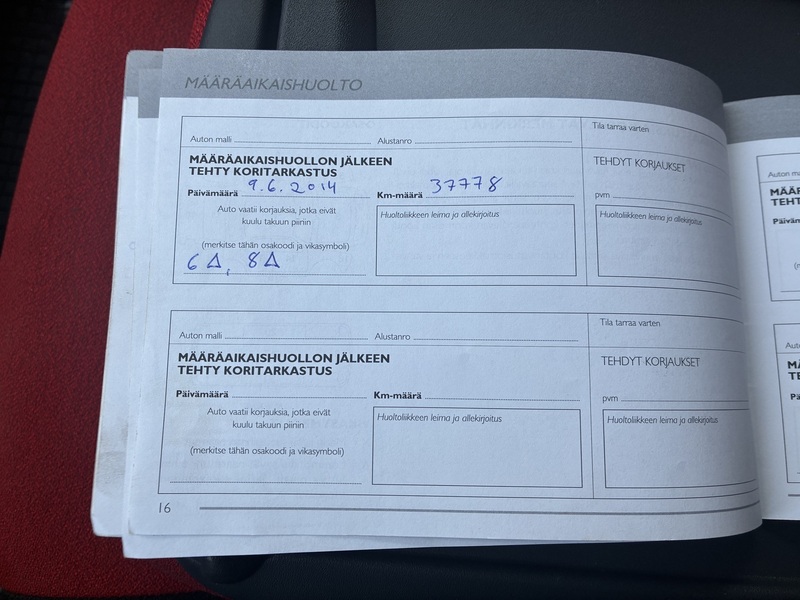 MÄÄRÄAIKAISHUOLTO
Auton malli Alustanro
Tila tarraa varten
MÄÄRÄAIKAISHUOLLON JÄLKEEN
TEHTY KORITARKASTUS
TEHDYT KORJAUKSET
Päivämäärä 9.6.2014 Km-määrä 37778
pvm
Auto vaatii korjauksia, jotka eivät
kuulu takuun piiriin
Huoltoliikkeen leima ja allekirjoitus
Huoltoliikkeen leima ja allekirjoitus
(merkitse tähän osakoodi ja vikasymboli)
6 Δ, 8 Δ
Auton malli Alustanro
Tila tarraa varten
MÄÄRÄAIKAISHUOLLON JÄLKEEN
TEHTY KORITARKASTUS
TEHDYT KORJAUKSET
Päivämäärä Km-määrä
pvm
Auto vaatii korjauksia, jotka eivät
kuulu takuun piiriin
Huoltoliikkeen leima ja allekirjoitus
Huoltoliikkeen leima ja allekirjoitus
(merkitse tähän osakoodi ja vikasymboli)
16